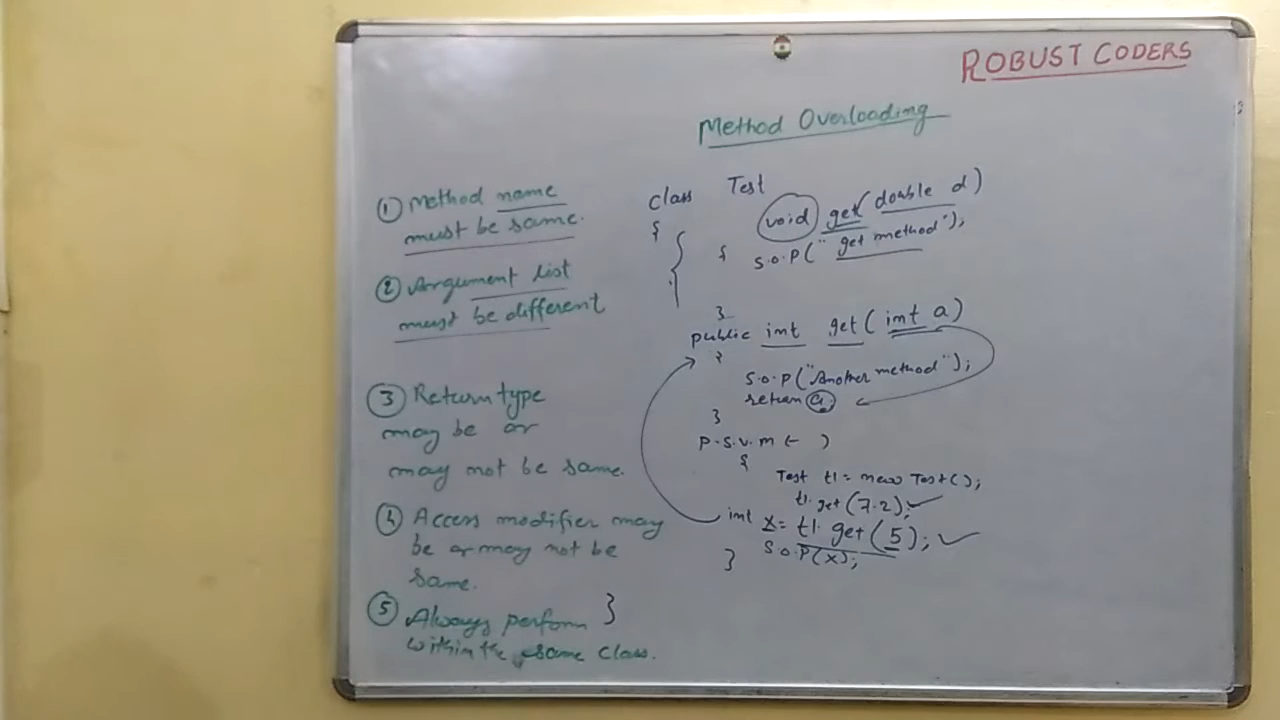 ROBUST CODERS
Method Overloading
① Method name
must be same.
② Argument list
must be different
③ Return type
may be or
may not be same.
④ Access modifier may
be or may not be
same.
⑤ Always perform
within the same class.
class Test
{
void get(double d)
{
S.O.P("get method");
}
public int get(int a)
{
S.O.P("Another method");
return a;
}
P.S.V.M (- )
{
Test t1 = new Test();
t1.get(7.2);
int x = t1.get(5);
S.O.P(x);
}
}